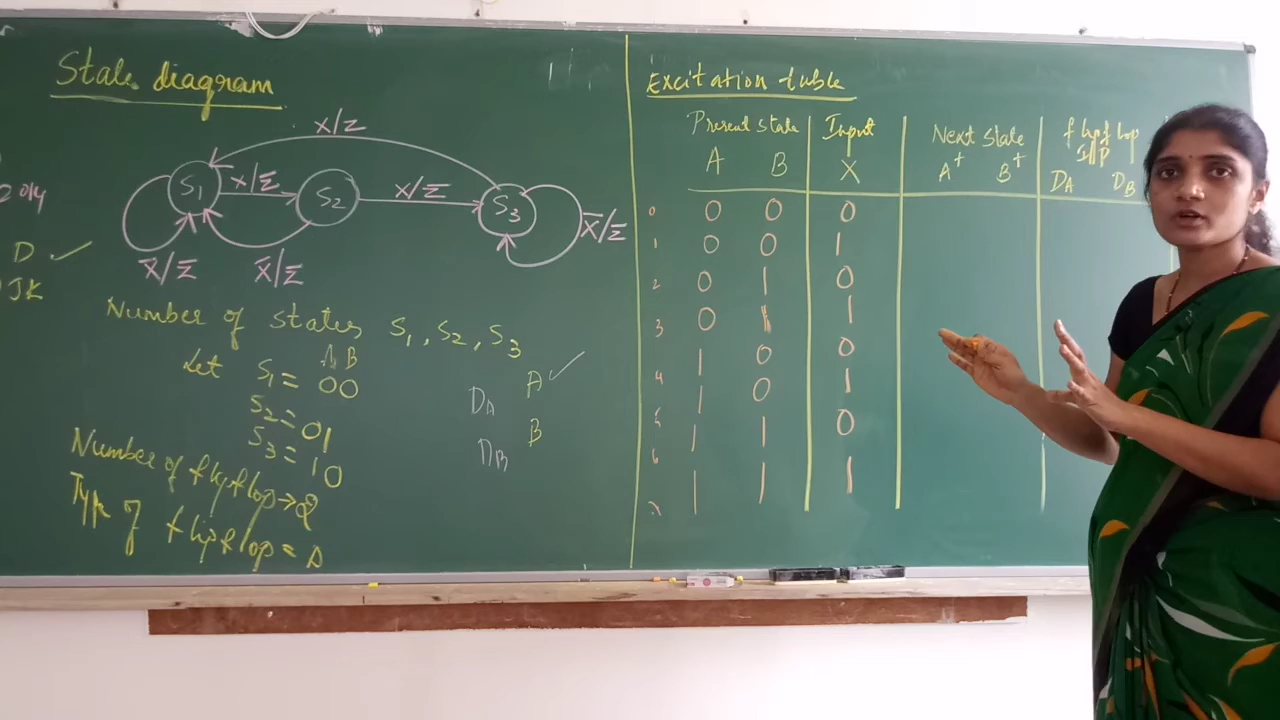 State diagram
x/z
S1 x/z̅ S2 x/z̅ S3
x̅/z̅
x̅/z̅ x̅/z̅
2014
D ✓
JK
Number of states S1, S2, S3
A B
Let S1 = 00
S2 = 01
S3 = 10
DA A ✓
DB B
Number of flipflop → 2
Type of flipflop = D
Excitation table
Present state Input Next state flipflop
I/p
A B X A+ B+ DA DB
0 0 0 0
1 0 0 1
2 0 1 0
3 0 1 1
4 1 0 0
5 1 0 1
6 1 1 0
7 1 1 1